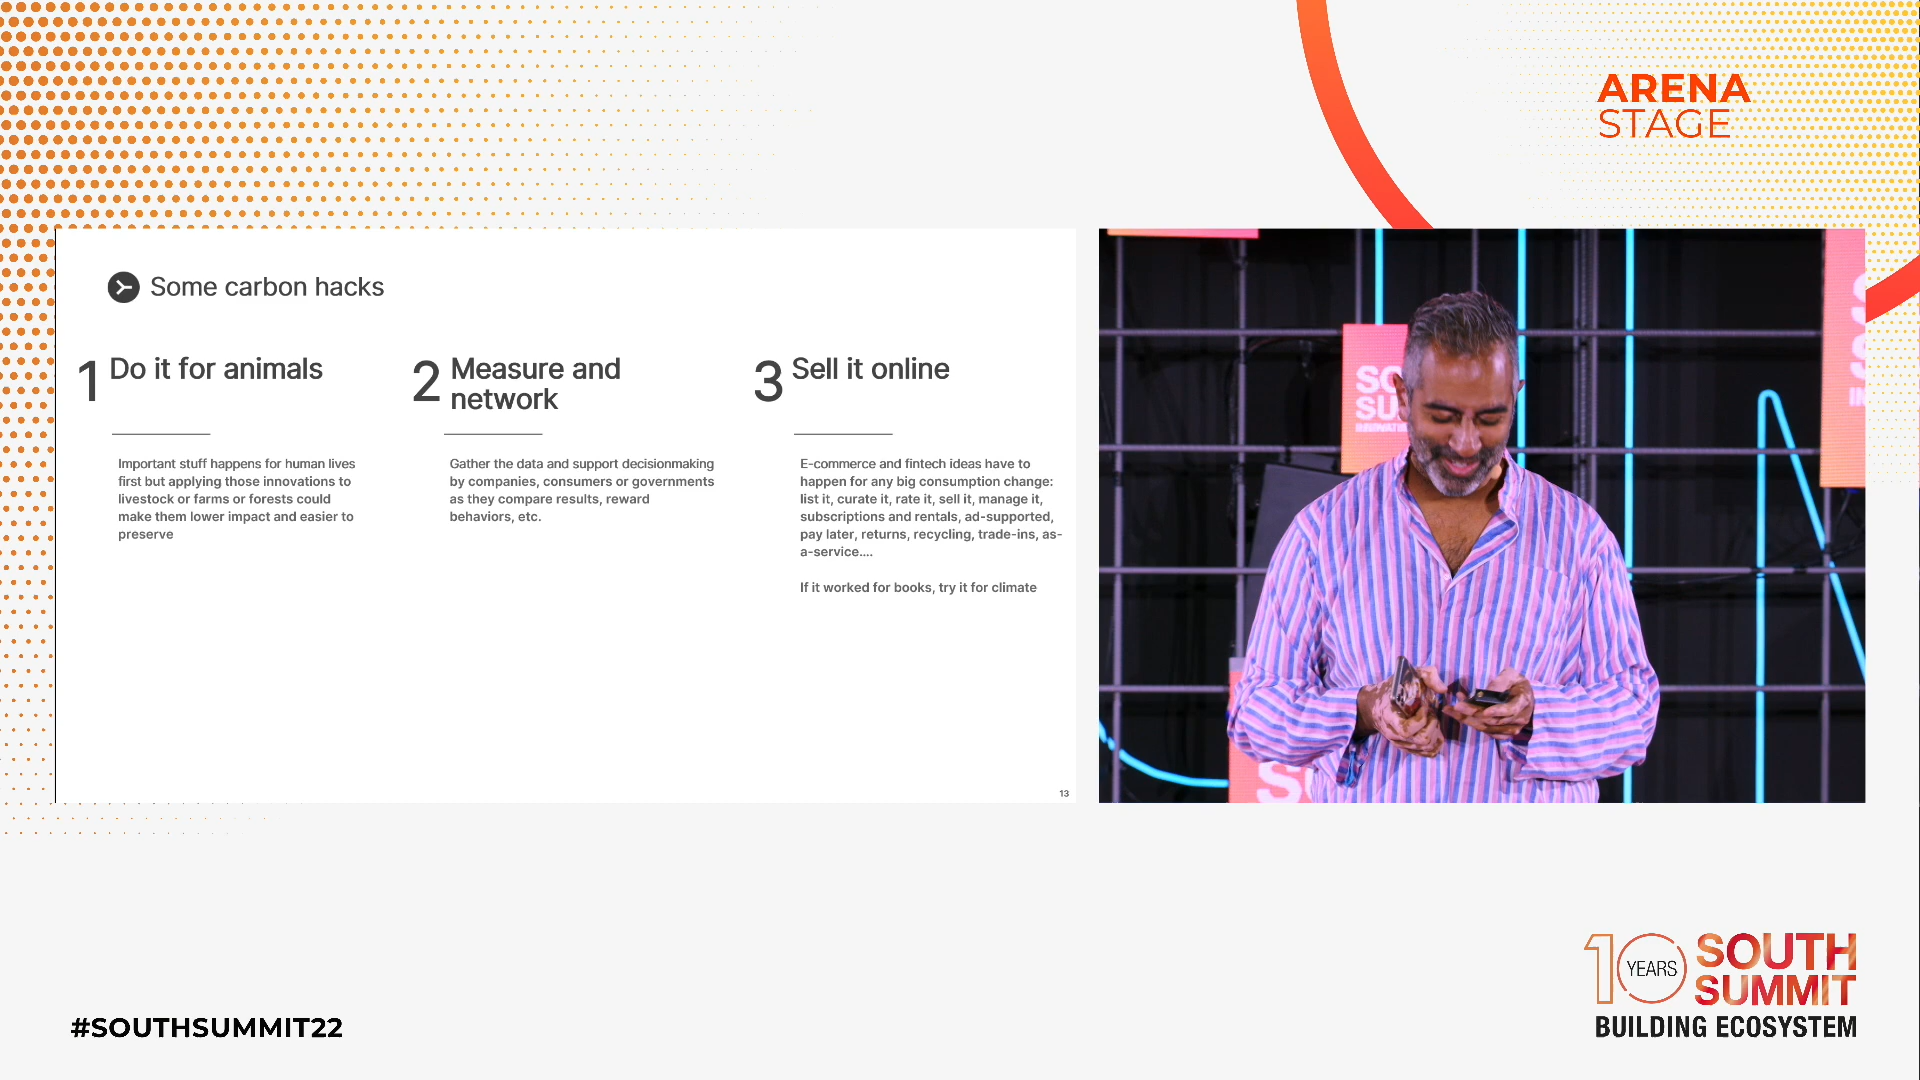 ARENA
STAGE
Some carbon hacks
1 Do it for animals
Important stuff happens for human lives
first but applying those innovations to
livestock or farms or forests could
make them lower impact and easier to
preserve
2 Measure and
network
Gather the data and support decisionmaking
by companies, consumers or governments
as they compare results, reward
behaviors, etc.
3 Sell it online
E-commerce and fintech ideas have to
happen for any big consumption change:
list it, curate it, rate it, sell it, manage it,
subscriptions and rentals, ad-supported,
pay later, returns, recycling, trade-ins, as-
a-service....
If it worked for books, try it for climate
13
SO
SU
#SOUTHSUMMIT22
10 YEARS
SOUTH
SUMMIT
BUILDING ECOSYSTEM